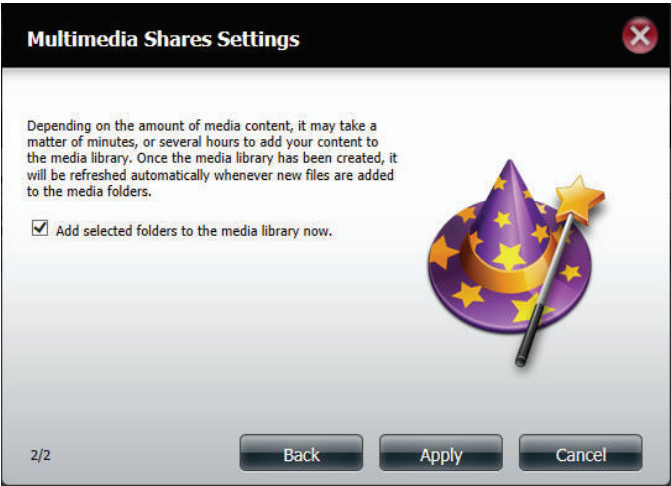 Multimedia Shares Settings
Depending on the amount of media content, it may take a
matter of minutes, or several hours to add your content to
the media library. Once the media library has been created, it
will be refreshed automatically whenever new files are added
to the media folders.
Add selected folders to the media library now.
2/2
Back
Apply
Cancel